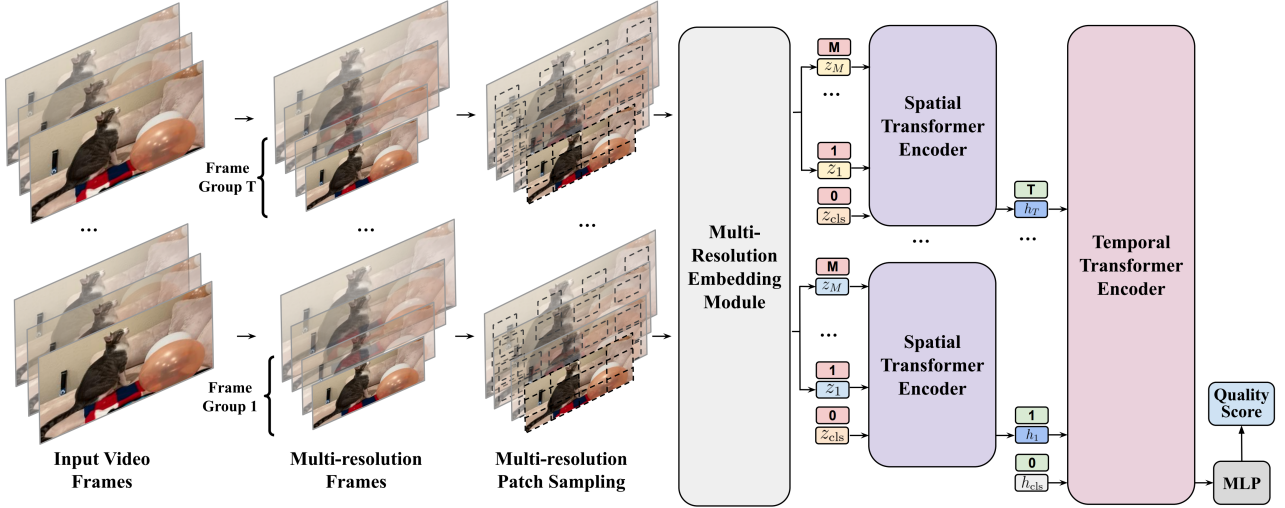 Frame
Group T
...
...
...
Frame
Group 1
Input Video
Frames
Multi-resolution
Frames
Multi-resolution
Patch Sampling
Multi-
Resolution
Embedding
Module
M
z_M
...
1
z_1
0
z_cls
Spatial
Transformer
Encoder
...
M
z_M
...
1
z_1
0
z_cls
Spatial
Transformer
Encoder
T
h_T
...
1
h_1
0
h_cls
Temporal
Transformer
Encoder
Quality
Score
MLP